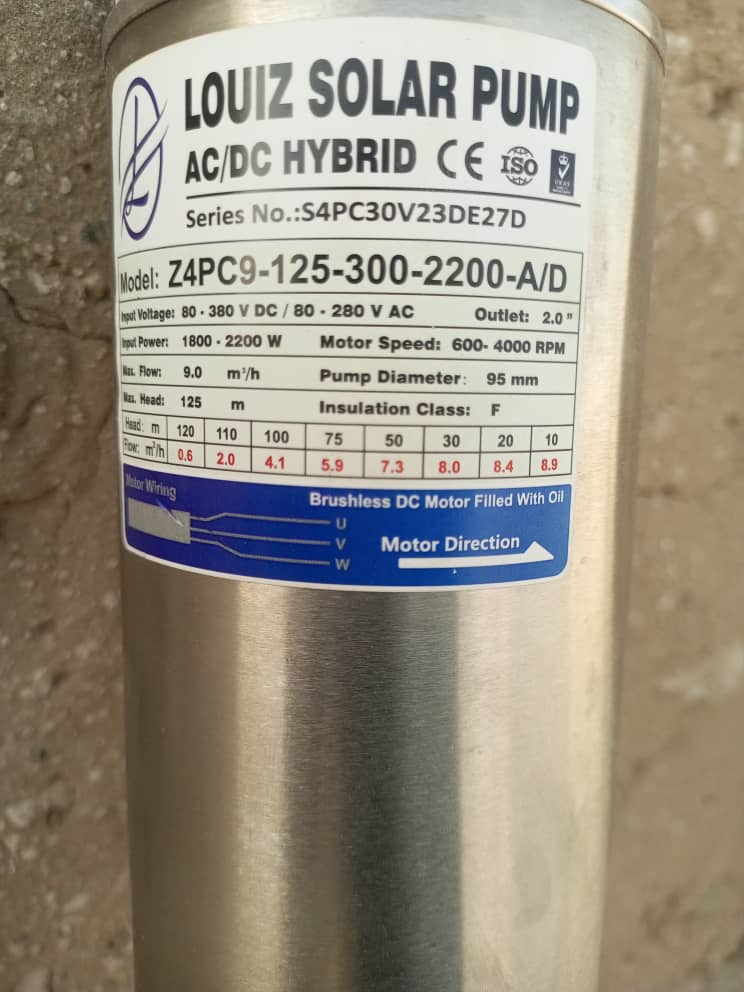 LOUIZ SOLAR PUMP
AC/DC HYBRID CE ISO UKAS
Series No.:S4PC30V23DE27D
Model: Z4PC9-125-300-2200-A/D
Input Voltage: 80 - 380 V DC / 80 - 280 V AC Outlet: 2.0 "
Input Power: 1800 - 2200 W Motor Speed: 600- 4000 RPM
Max. Flow: 9.0 m³/h Pump Diameter: 95 mm
Max. Head: 125 m Insulation Class: F
Head: m 120 110 100 75 50 30 20 10
Flow: m³/h 0.6 2.0 4.1 5.9 7.3 8.0 8.4 8.9
Motor Wiring Brushless DC Motor Filled With Oil
U
V Motor Direction
W